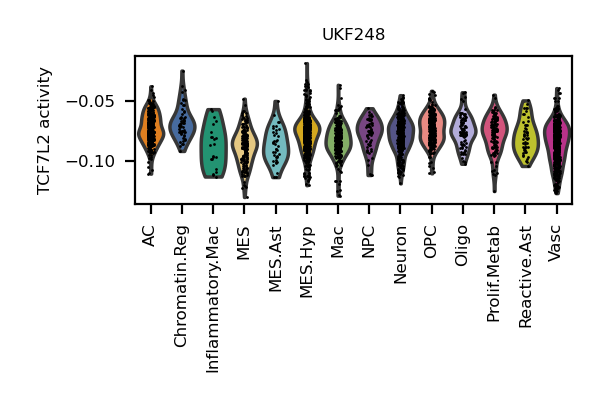 UKF248
TCF7L2 activity
−0.05
−0.10
AC
Chromatin.Reg
Inflammatory.Mac
MES
MES.Ast
MES.Hyp
Mac
NPC
Neuron
OPC
Oligo
Prolif.Metab
Reactive.Ast
Vasc